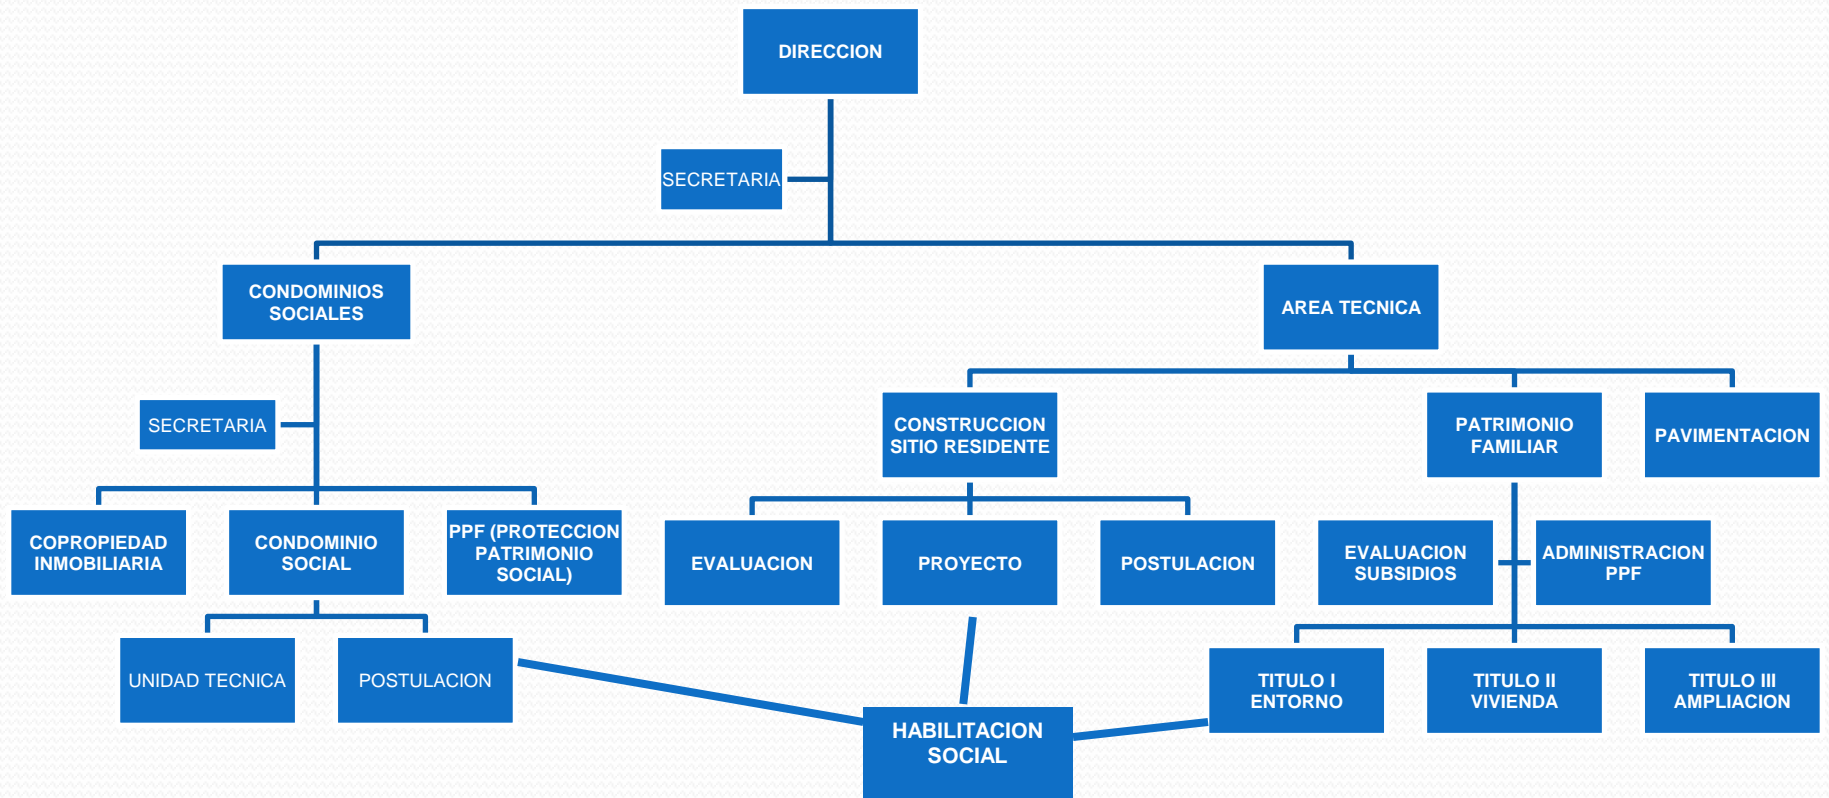 DIRECCION
SECRETARIA
CONDOMINIOS
SOCIALES
AREA TECNICA
SECRETARIA
CONSTRUCCION
SITIO RESIDENTE
PATRIMONIO
FAMILIAR
PAVIMENTACION
COPROPIEDAD
INMOBILIARIA
CONDOMINIO
SOCIAL
PPF (PROTECCION
PATRIMONIO
SOCIAL)
EVALUACION
PROYECTO
POSTULACION
EVALUACION
SUBSIDIOS
ADMINISTRACION
PPF
UNIDAD TECNICA
POSTULACION
TITULO I
ENTORNO
TITULO II
VIVIENDA
TITULO III
AMPLIACION
HABILITACION
SOCIAL